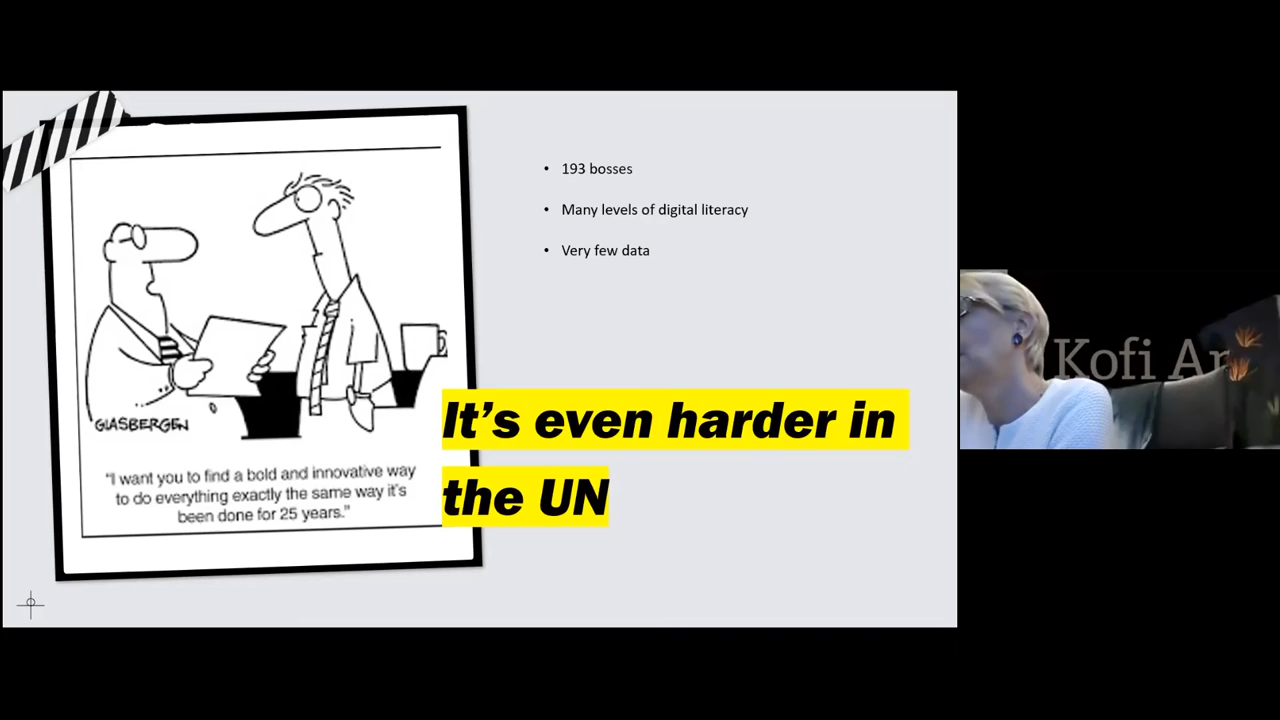 GLASBERGEN
"I want you to find a bold and innovative way
to do everything exactly the same way it's
been done for 25 years."
• 193 bosses
• Many levels of digital literacy
• Very few data
It's even harder in
the UN
Kofi